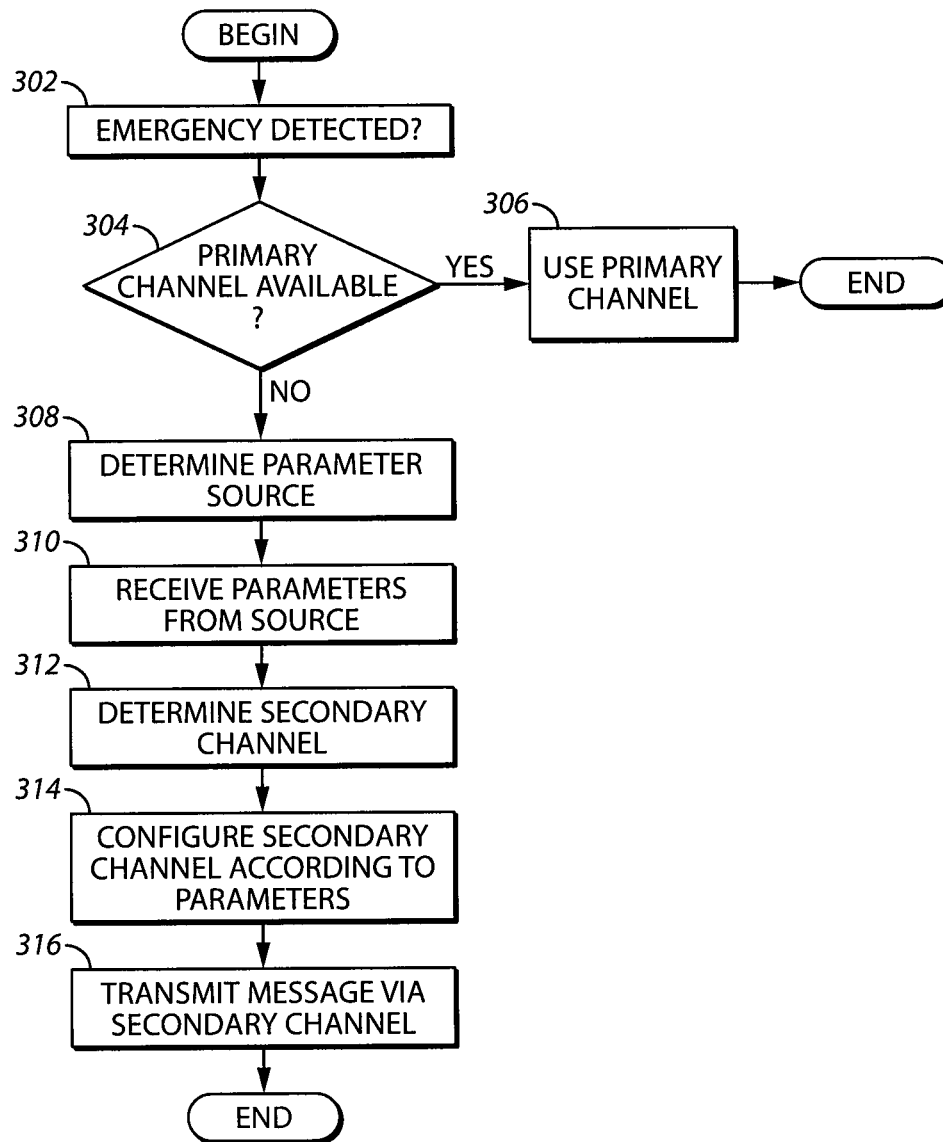 BEGIN
302
EMERGENCY DETECTED?
304
PRIMARY
CHANNEL AVAILABLE
?
YES
306
USE PRIMARY
CHANNEL
END
NO
308
DETERMINE PARAMETER
SOURCE
310
RECEIVE PARAMETERS
FROM SOURCE
312
DETERMINE SECONDARY
CHANNEL
314
CONFIGURE SECONDARY
CHANNEL ACCORDING TO
PARAMETERS
316
TRANSMIT MESSAGE VIA
SECONDARY CHANNEL
END